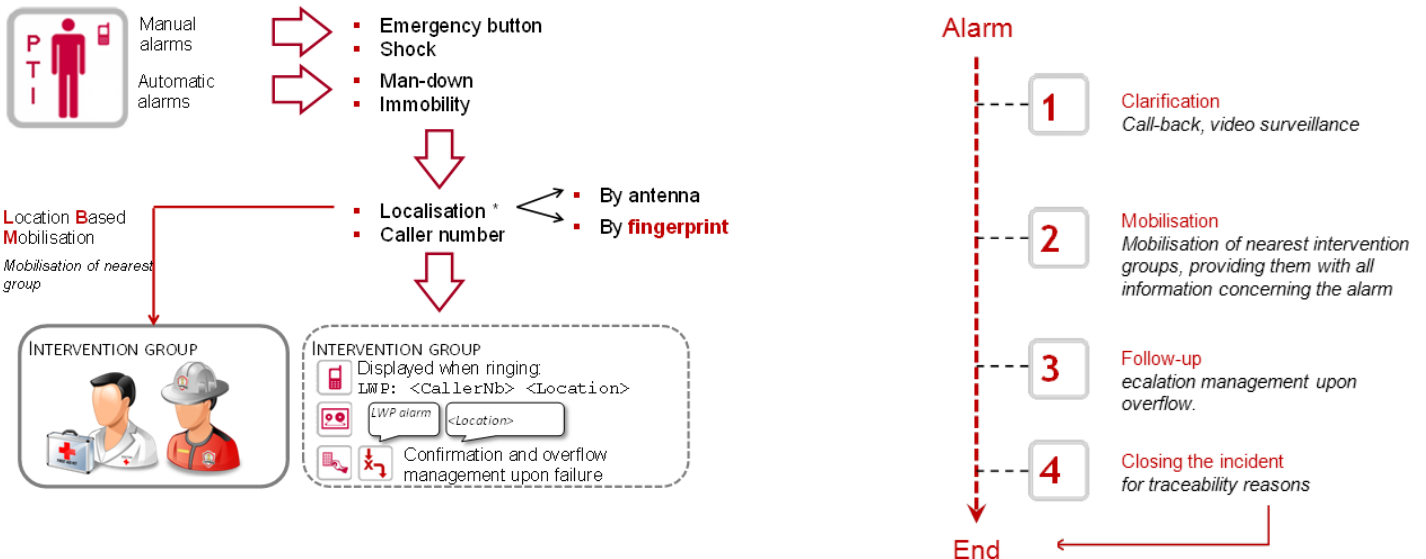 P
T
I
Manual
alarms
▪ Emergency button
▪ Shock
Automatic
alarms
▪ Man-down
▪ Immobility
▪ Localisation *
▪ Caller number
▪ By antenna
▪ By fingerprint
Location Based
Mobilisation
Mobilisation of nearest
group
INTERVENTION GROUP
FIRST AID KIT
INTERVENTION GROUP
Displayed when ringing:
LWP: <CallerNb> <Location>
LWP alarm
<Location>
Confirmation and overflow
management upon failure
Alarm
1
Clarification
Call-back, video surveillance
2
Mobilisation
Mobilisation of nearest intervention
groups, providing them with all
information concerning the alarm
3
Follow-up
ecalation management upon
overflow.
4
Closing the incident
for traceability reasons
End